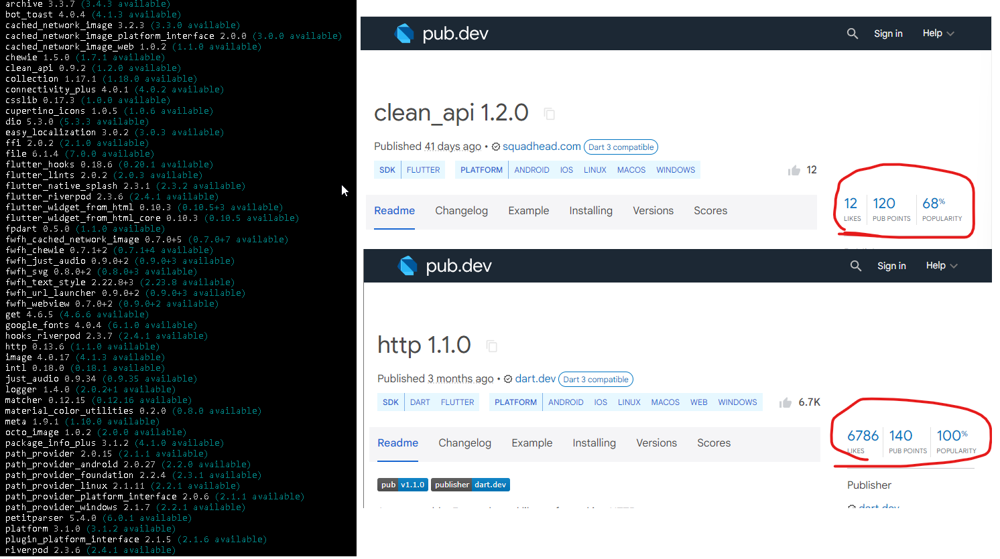 archive 3.3.7 (3.4.3 available)
bot_toast 4.0.4 (4.1.3 available)
cached_network_image 3.2.3 (3.3.0 available)
cached_network_image_platform_interface 2.0.0 (3.0.0 available)
cached_network_image_web 1.0.2 (1.1.0 available)
chewie 1.5.0 (1.7.1 available)
clean_api 0.9.2 (1.2.0 available)
collection 1.17.1 (1.18.0 available)
connectivity_plus 4.0.1 (4.0.2 available)
csslib 0.17.3 (1.0.0 available)
cupertino_icons 1.0.5 (1.0.6 available)
dio 5.3.0 (5.3.3 available)
easy_localization 3.0.2 (3.0.3 available)
ffi 2.0.2 (2.1.0 available)
file 6.1.4 (7.0.0 available)
flutter_hooks 0.18.6 (0.20.1 available)
flutter_lints 2.0.2 (2.0.3 available)
flutter_native_splash 2.3.1 (2.3.2 available)
flutter_riverpod 2.3.6 (2.4.1 available)
flutter_widget_from_html 0.10.3 (0.10.5+3 available)
flutter_widget_from_html_core 0.10.3 (0.10.5 available)
fpdart 0.5.0 (1.1.0 available)
fwfh_cached_network_image 0.7.0+5 (0.7.0+7 available)
fwfh_chewie 0.7.1+2 (0.7.1+4 available)
fwfh_just_audio 0.9.0+2 (0.9.0+3 available)
fwfh_svg 0.8.0+2 (0.8.0+3 available)
fwfh_text_style 2.22.8+3 (2.23.8 available)
fwfh_url_launcher 0.9.0+2 (0.9.0+3 available)
fwfh_webview 0.7.0+2 (0.9.0+2 available)
get 4.6.5 (4.6.6 available)
google_fonts 4.0.4 (6.1.0 available)
hooks_riverpod 2.3.7 (2.4.1 available)
http 0.13.6 (1.1.0 available)
image 4.0.17 (4.1.3 available)
intl 0.18.0 (0.18.1 available)
just_audio 0.9.34 (0.9.35 available)
logger 1.4.0 (2.0.2+1 available)
matcher 0.12.15 (0.12.16 available)
material_color_utilities 0.2.0 (0.8.0 available)
meta 1.9.1 (1.10.0 available)
octo_image 1.0.2 (2.0.0 available)
package_info_plus 3.1.2 (4.1.0 available)
path_provider 2.0.15 (2.1.1 available)
path_provider_android 2.0.27 (2.2.0 available)
path_provider_foundation 2.2.4 (2.3.1 available)
path_provider_linux 2.1.11 (2.2.1 available)
path_provider_platform_interface 2.0.6 (2.1.1 available)
path_provider_windows 2.1.7 (2.2.1 available)
petitparser 5.4.0 (6.0.1 available)
platform 3.1.0 (3.1.2 available)
plugin_platform_interface 2.1.5 (2.1.6 available)
riverpod 2.3.6 (2.4.1 available)
pub.dev
Sign in
Help
clean_api 1.2.0
Published 41 days ago • squadhead.com Dart 3 compatible
SDK FLUTTER PLATFORM ANDROID IOS LINUX MACOS WINDOWS
12
Readme Changelog Example Installing Versions Scores
12 120 68%
LIKES PUB POINTS POPULARITY
pub.dev
Sign in
Help
http 1.1.0
Published 3 months ago • dart.dev Dart 3 compatible
SDK DART FLUTTER PLATFORM ANDROID IOS LINUX MACOS WEB WINDOWS
6.7K
Readme Changelog Example Installing Versions Scores
6786 140 100%
LIKES PUB POINTS POPULARITY
pub v1.1.0 publisher dart.dev
Publisher
dart.dev